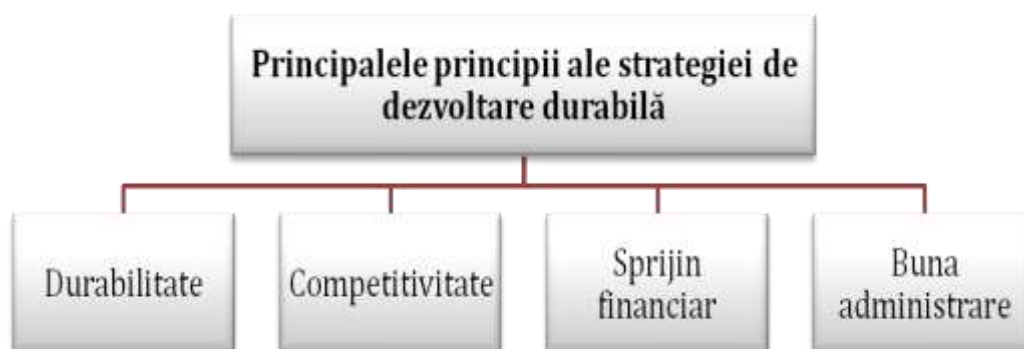 Principalele principii ale strategiei de
dezvoltare durabilă
Durabilitate
Competitivitate
Sprijin
financiar
Buna
administrare